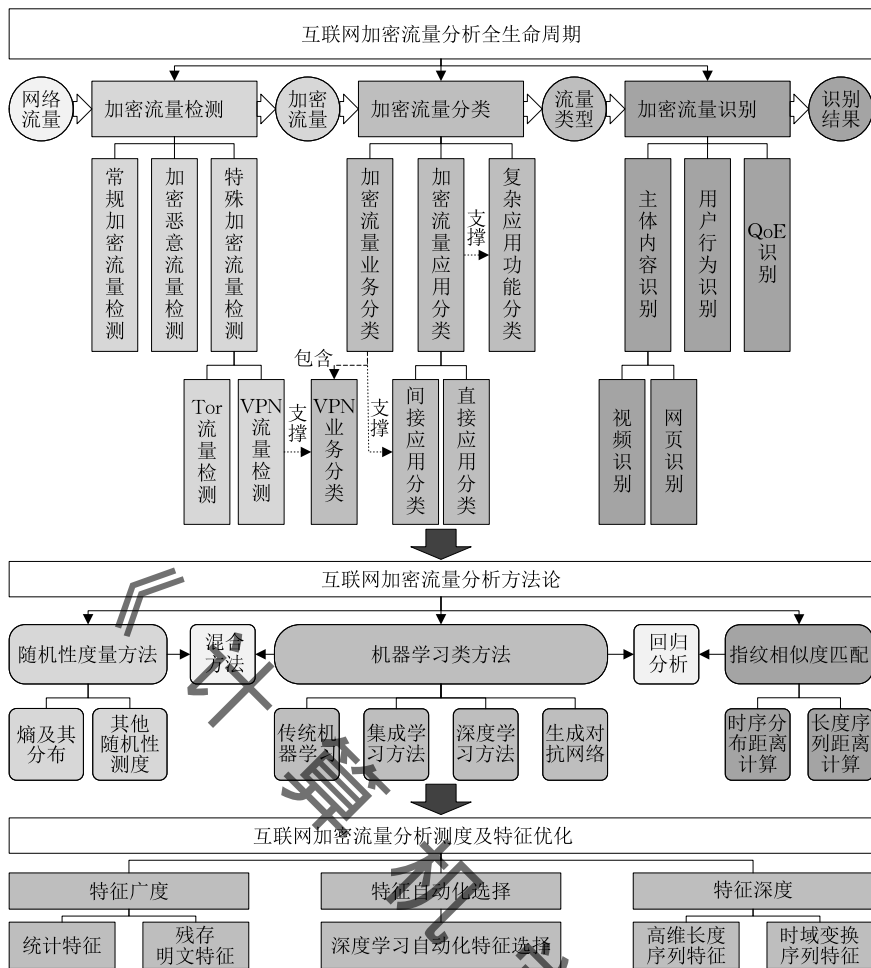 互联网加密流量分析全生命周期
网络
流量
加密流量检测
加密
流量
加密流量分类
流量
类型
加密流量识别
识别
结果
常规加密流量检测
加密恶意流量检测
特殊加密流量检测
加密流量业务分类
加密流量应用分类
支撑
复杂应用功能分类
主体内容识别
用户行为识别
QoE
识别
包含
Tor
流量检测
VPN
流量检测
支撑
VPN
业务分类
支撑
间接应用分类
直接应用分类
视频识别
网页识别
互联网加密流量分析方法论
随机性度量方法
混合
方法
机器学习类方法
回归
分析
指纹相似度匹配
熵及其
分布
其他
随机性
测度
传统机
器学习
集成学
习方法
深度学
习方法
生成对
抗网络
时序分
布距离
计算
长度序
列距离
计算
互联网加密流量分析测度及特征优化
特征广度
特征自动化选择
特征深度
统计特征
残存
明文特征
深度学习自动化特征选择
高维长度
序列特征
时域变换
序列特征
《计算机